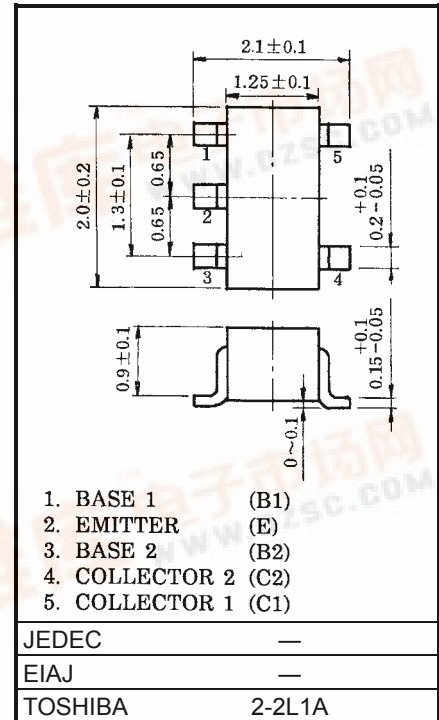 2.1±0.1
1.25±0.1
1
5
2.0±0.2
1.3±0.1
0.65
0.65
2
+0.1
0.2-0.05
3
4
0.9±0.1
+0.1
0.15-0.05
0~0.1
1. BASE 1 (B1)
2. EMITTER (E)
3. BASE 2 (B2)
4. COLLECTOR 2 (C2)
5. COLLECTOR 1 (C1)
JEDEC —
EIAJ —
TOSHIBA 2-2L1A